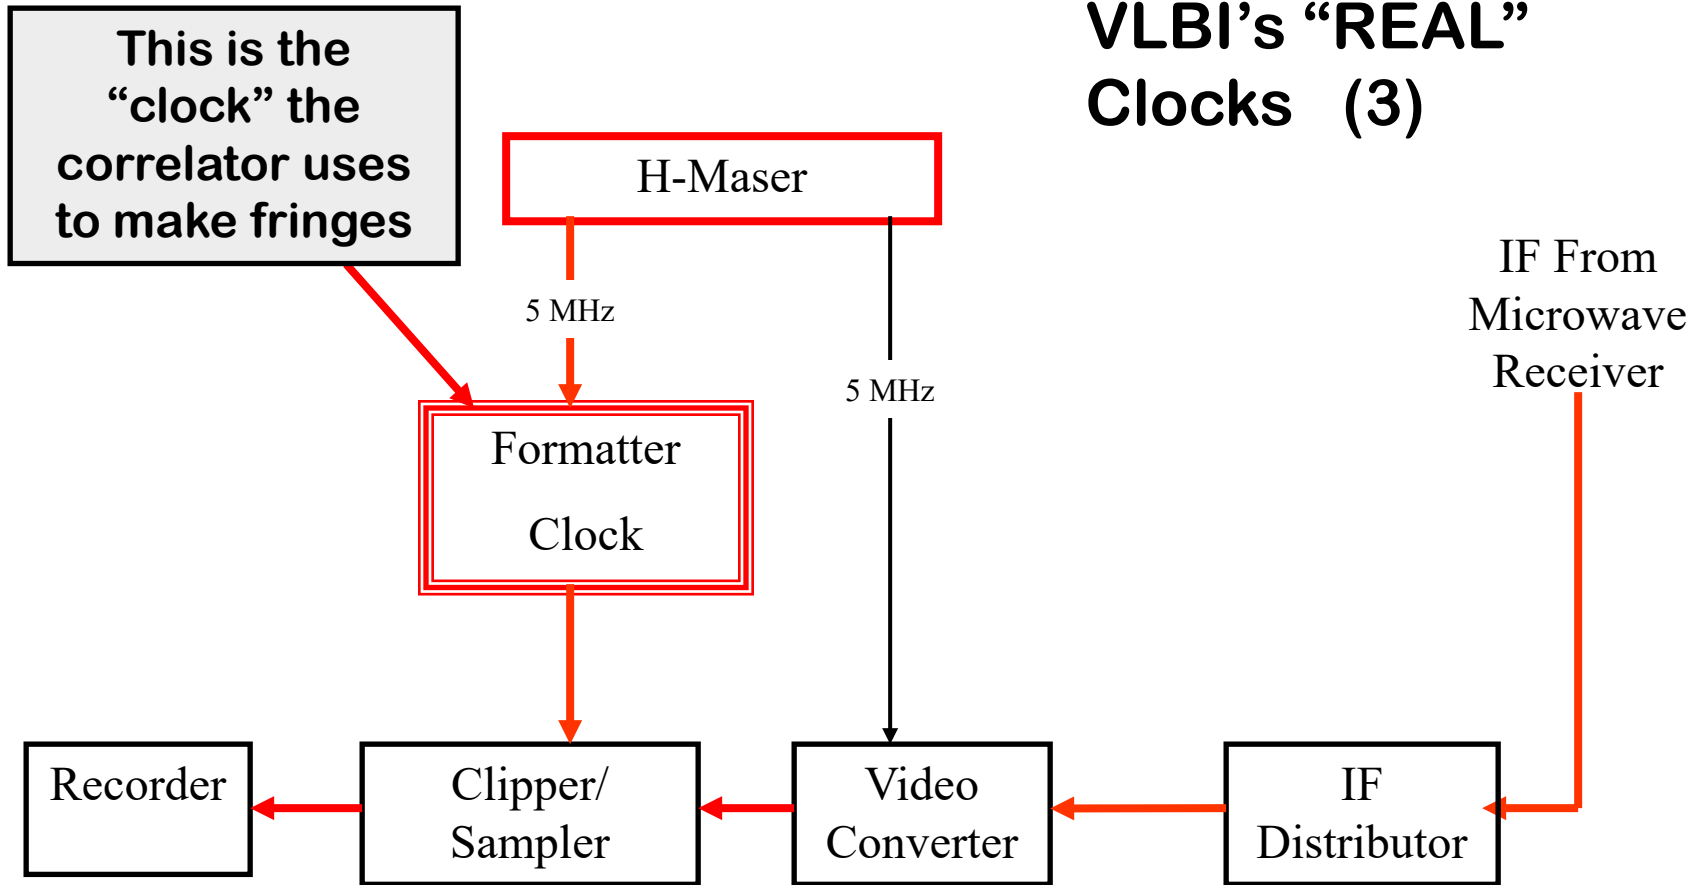 VLBI’s “REAL”
Clocks (3)
This is the
“clock” the
correlator uses
to make fringes
H-Maser
IF From
Microwave
Receiver
5 MHz
5 MHz
Formatter
Clock
Recorder
Clipper/
Sampler
Video
Converter
IF
Distributor